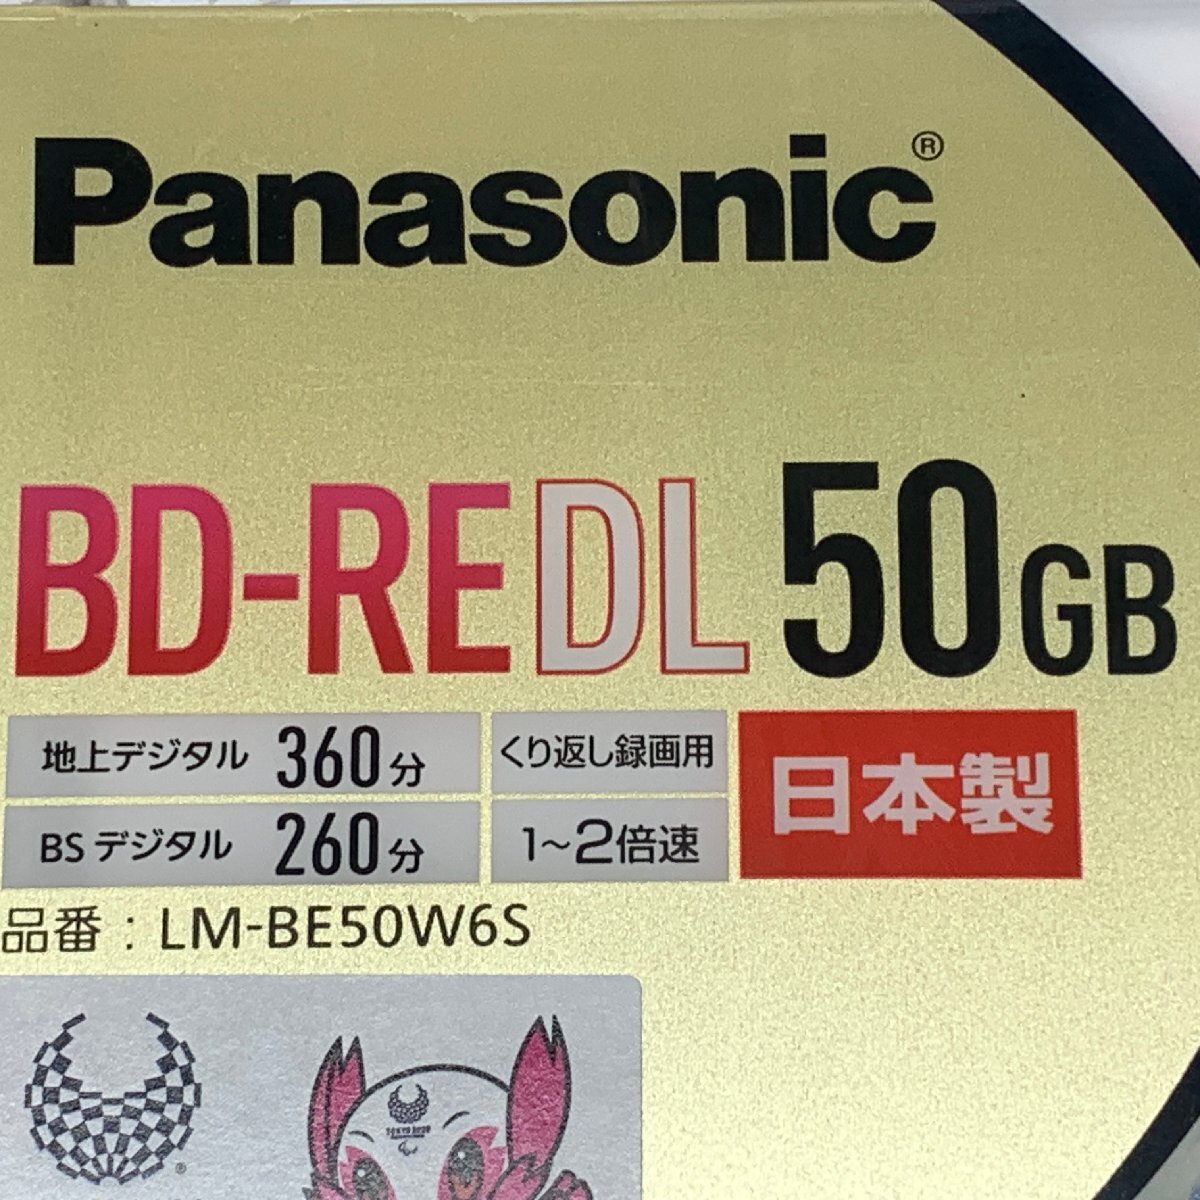 Panasonic®
BD-RE DL 50GB
地上デジタル 360分
くり返し録画用
日本製
BSデジタル 260分
1～2倍速
品番：LM-BE50W6S
TOKYO 2020
®